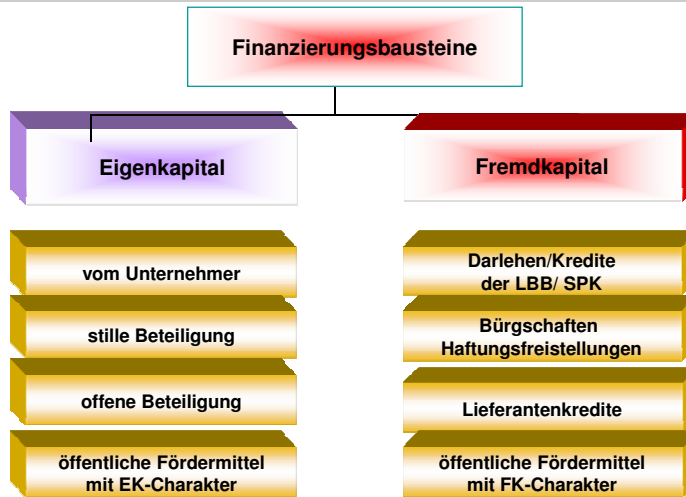 Finanzierungsbausteine
Eigenkapital
vom Unternehmer
stille Beteiligung
offene Beteiligung
öffentliche Fördermittel
mit EK-Charakter
Fremdkapital
Darlehen/Kredite
der LBB/ SPK
Bürgschaften
Haftungsfreistellungen
Lieferantenkredite
öffentliche Fördermittel
mit FK-Charakter